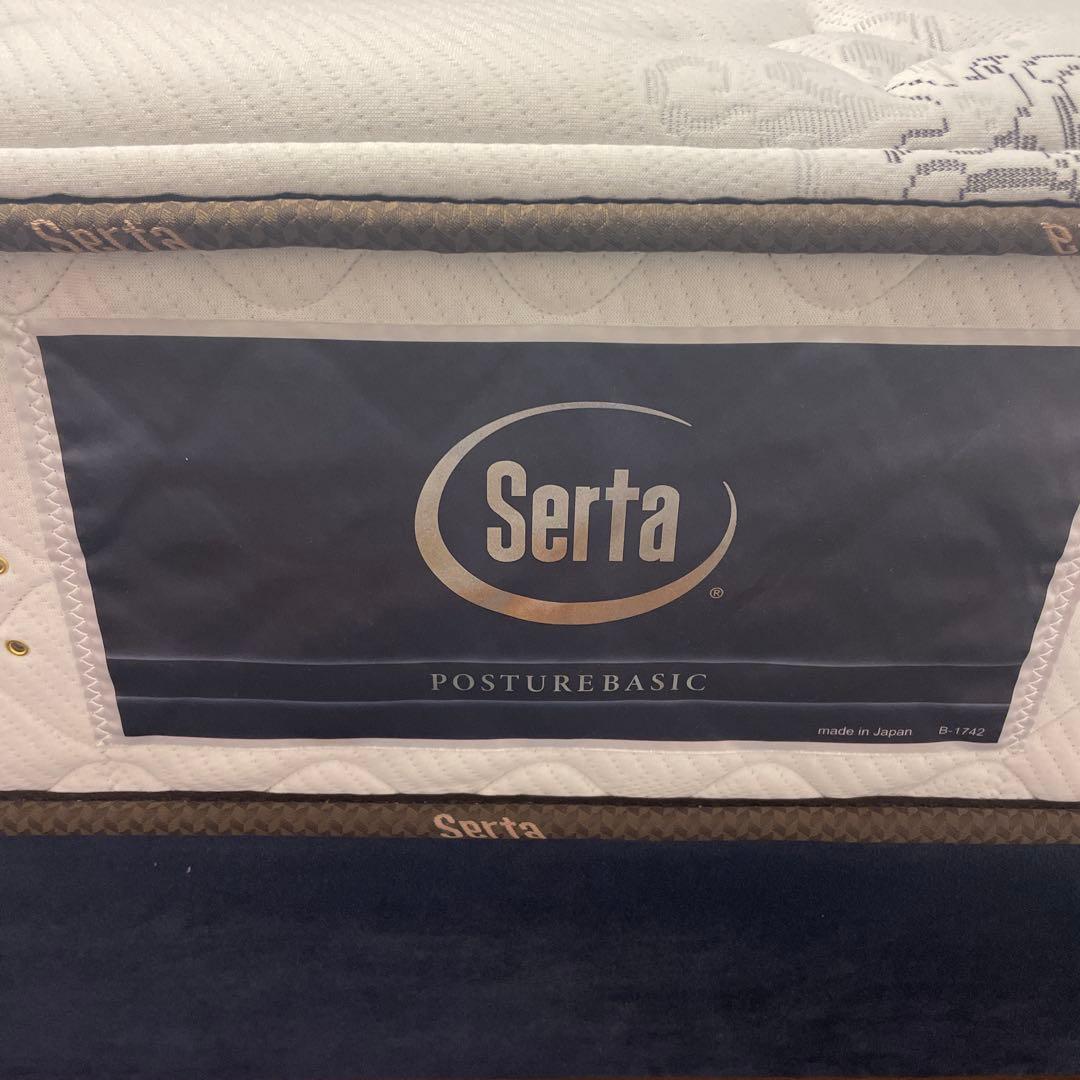 Serta
a
Serta
®
POSTUREBASIC
made in Japan B-1742
Serta